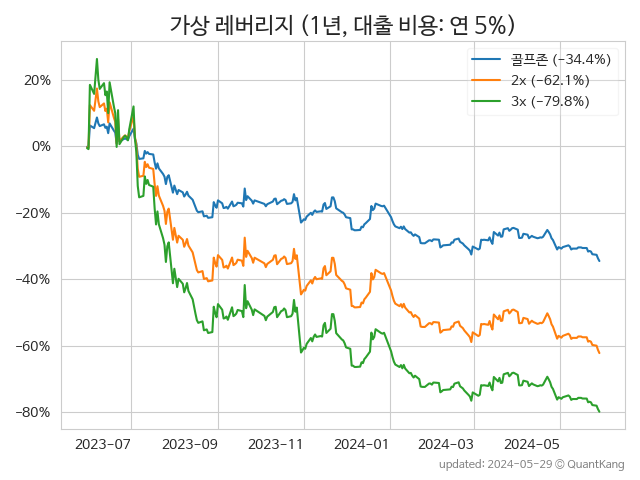 가상 레버리지 (1년, 대출 비용: 연 5%)
골프존 (−34.4%)
2x (−62.1%)
3x (−79.8%)
20%
0%
−20%
−40%
−60%
−80%
2023-07 2023-09 2023-11 2024-01 2024-03 2024-05
updated: 2024-05-29 © QuantKang